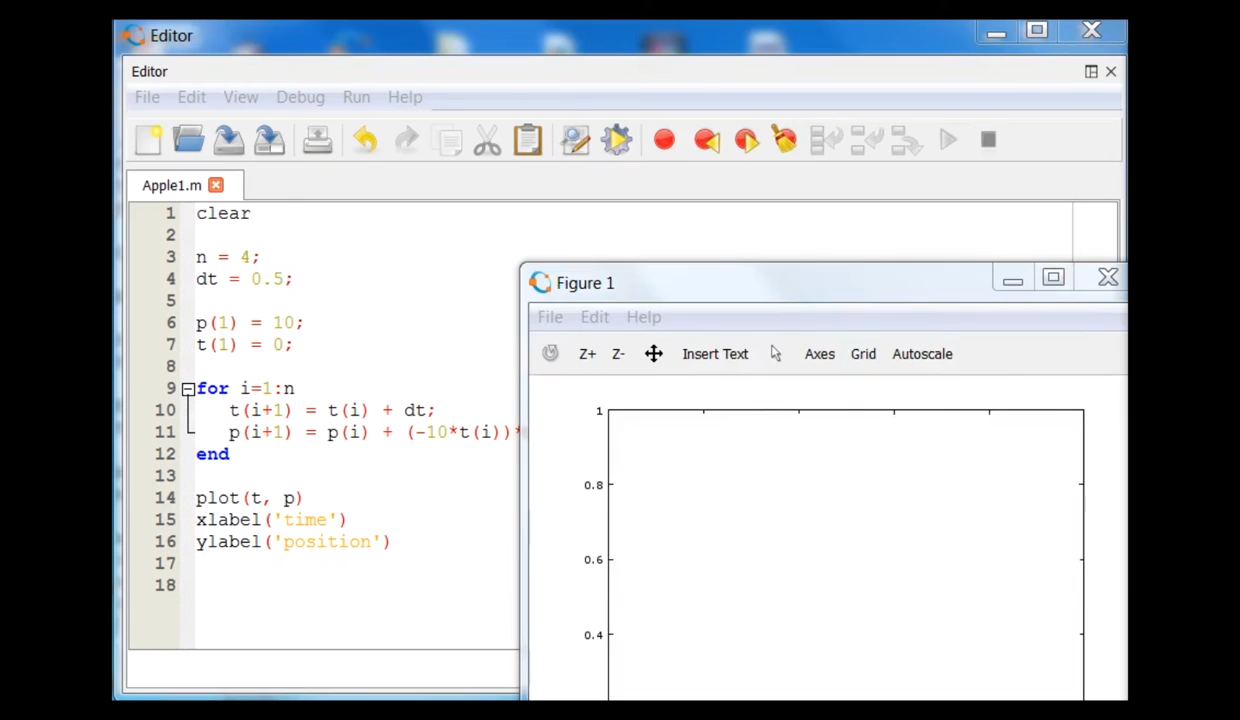 Editor
Editor
File Edit View Debug Run Help
Apple1.m
1 clear
2
3 n = 4;
4 dt = 0.5;
5
6 p(1) = 10;
7 t(1) = 0;
8
9 for i=1:n
10 t(i+1) = t(i) + dt;
11 p(i+1) = p(i) + (-10*t(i))*
12 end
13
14 plot(t, p)
15 xlabel('time')
16 ylabel('position')
17
18
Figure 1
File Edit Help
Z+ Z- Insert Text Axes Grid Autoscale
1
0.8
0.6
0.4